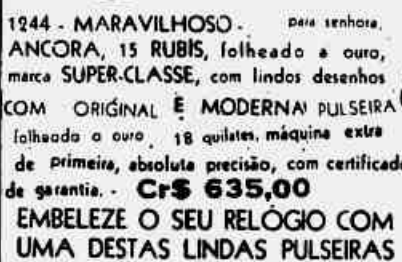 1244 - MARAVILHOSO - para senhora,
ANCORA, 15 RUBIS, folheado a ouro,
marca SUPER-CLASSE, com lindos desenhos
COM ORIGINAL E MODERNA PULSEIRA
folheado a ouro, 18 quilates, máquina extra
de primeira, absoluta precisão, com certificado
de garantia. - Cr$ 635,00
EMBELEZE O SEU RELÓGIO COM
UMA DESTAS LINDAS PULSEIRAS